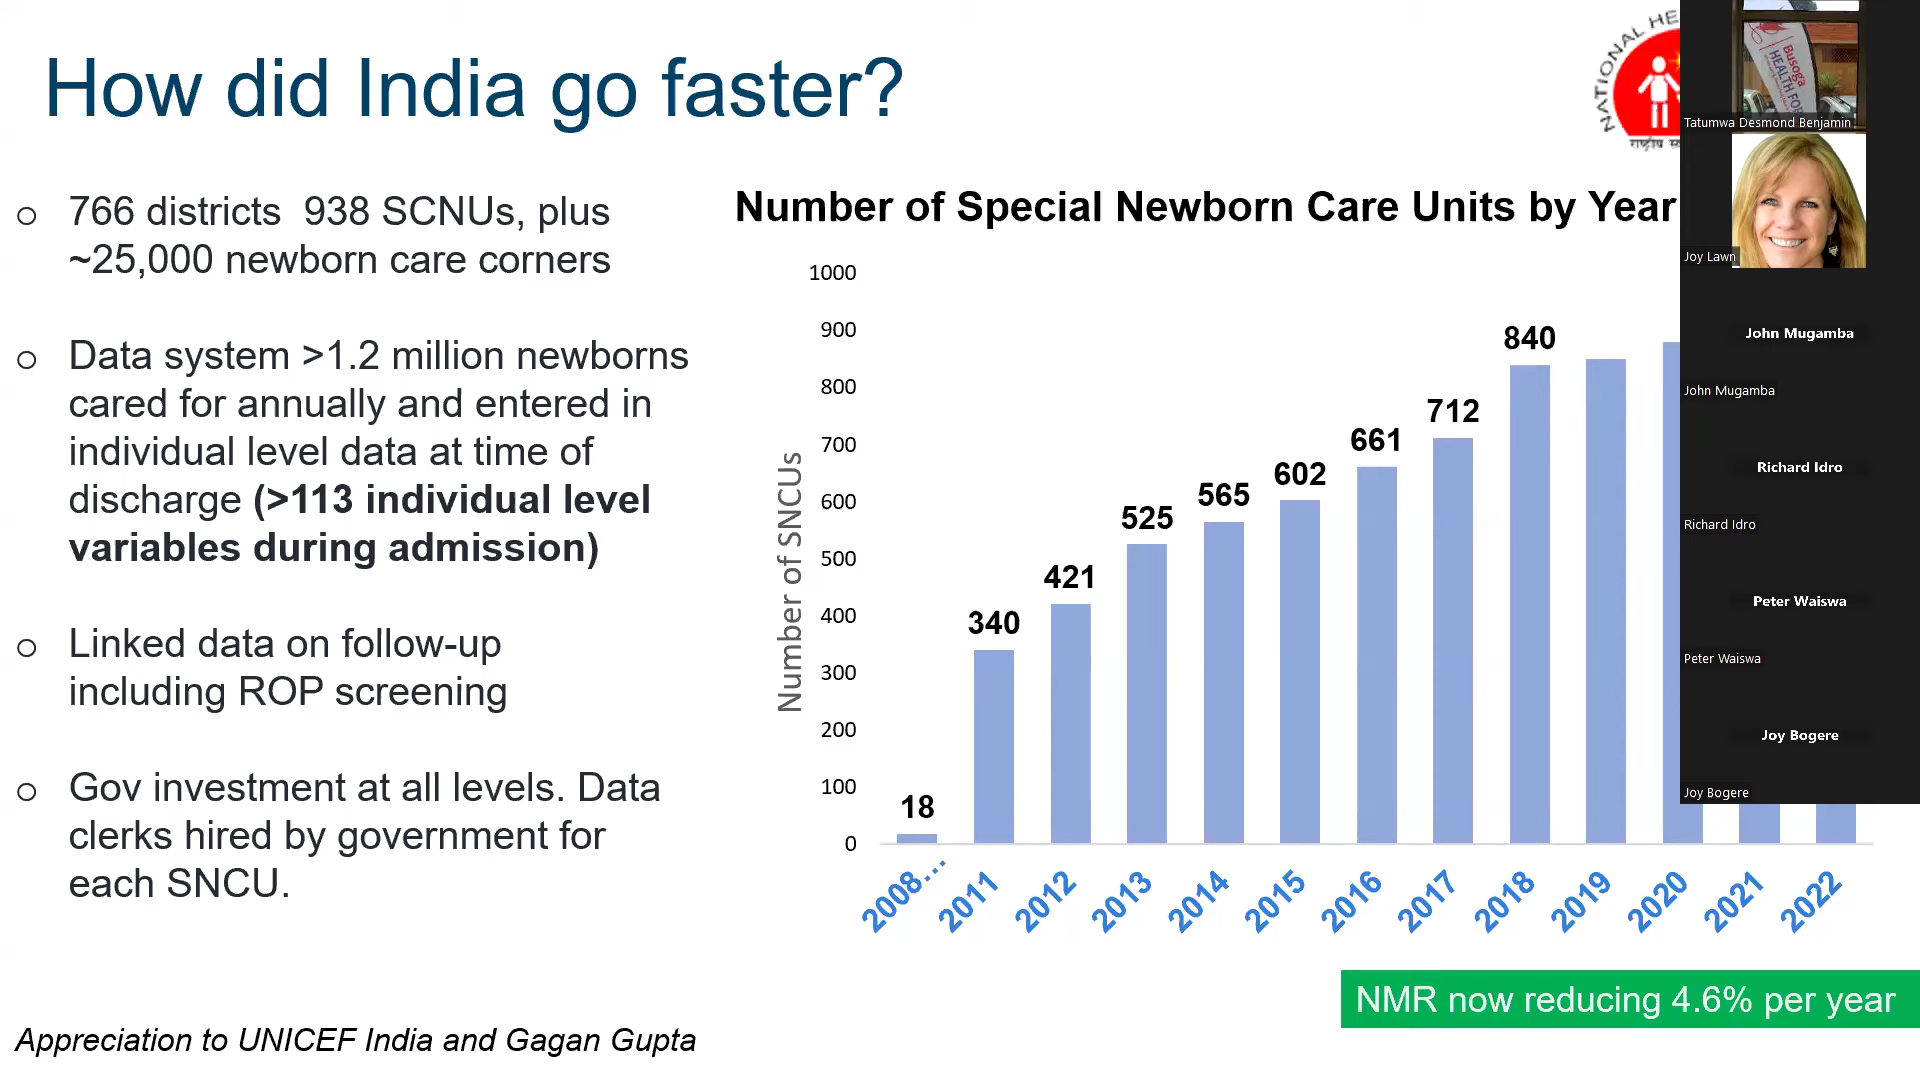 How did India go faster?
NATIONAL HE
राष्ट्रीय
o 766 districts  938 SCNUs, plus
~25,000 newborn care corners
o Data system >1.2 million newborns
cared for annually and entered in
individual level data at time of
discharge (>113 individual level
variables during admission)
o Linked data on follow-up
including ROP screening
o Gov investment at all levels. Data
clerks hired by government for
each SNCU.
Appreciation to UNICEF India and Gagan Gupta
Number of Special Newborn Care Units by Year
Number of SNCUs
1000
900
800
700
600
500
400
300
200
100
0
18
340
421
525
565
602
661
712
840
2008...
2011
2012
2013
2014
2015
2016
2017
2018
2019
2020
2021
2022
NMR now reducing 4.6% per year
Busoga
HEALTH FO
Tatumwa Desmond Benjamin
Joy Lawn
John Mugamba
John Mugamba
Richard Idro
Richard Idro
Peter Waiswa
Peter Waiswa
Joy Bogere
Joy Bogere